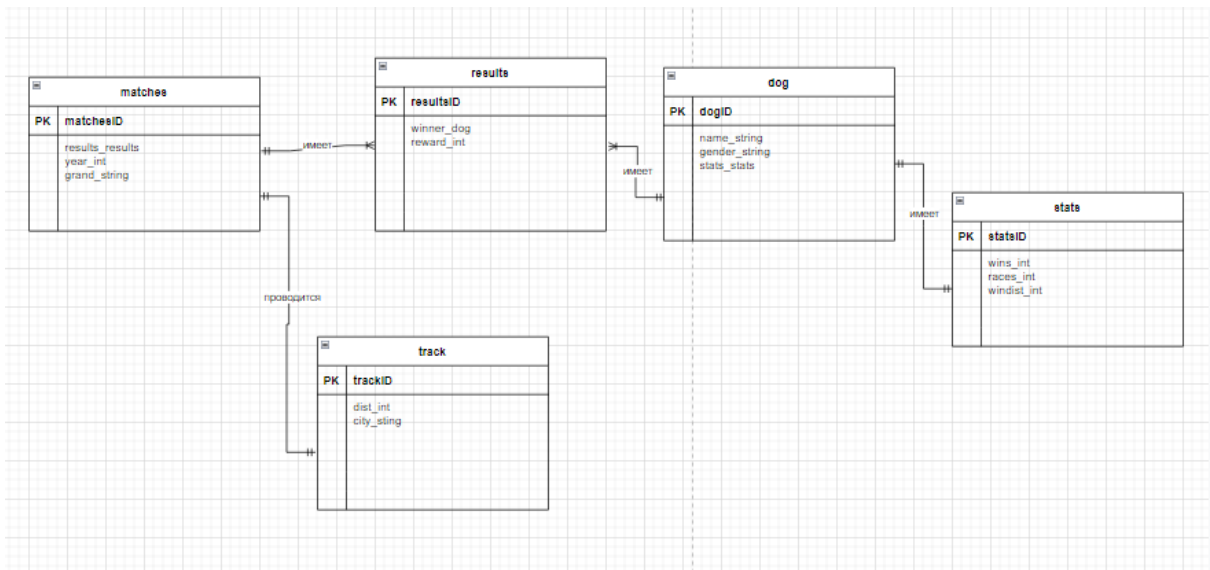 matches
PK matchesID
results_results
year_int
grand_string
имеет
results
PK resultsID
winner_dog
reward_int
имеет
dog
PK dogID
name_string
gender_string
stats_stats
имеет
stats
PK statsID
wins_int
races_int
windist_int
проводится
track
PK trackID
dist_int
city_sting